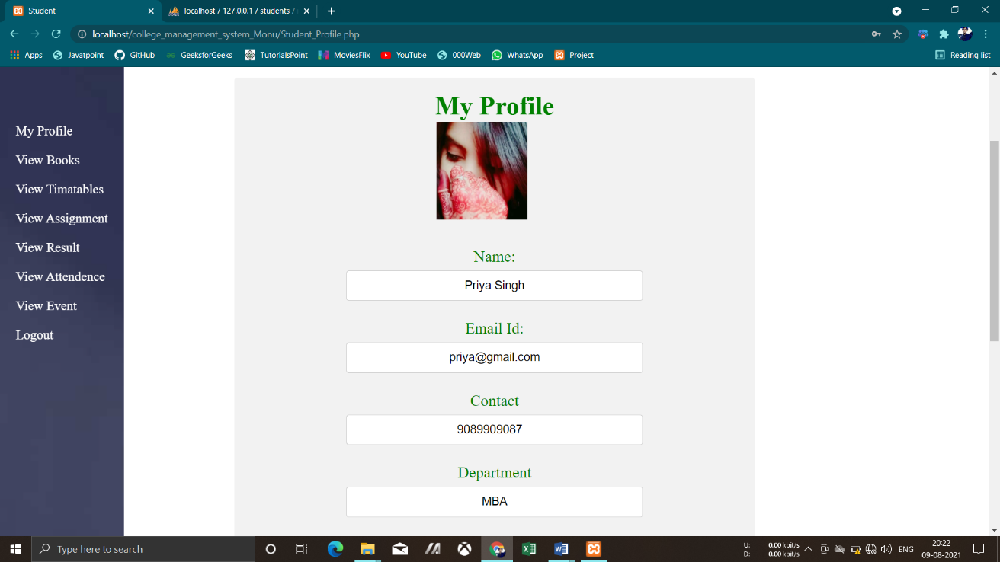 Student
localhost / 127.0.0.1 / students /
localhost/college_management_system_Monu/Student_Profile.php
Apps Javatpoint GitHub GeeksforGeeks TutorialsPoint MoviesFlix YouTube 000Web WhatsApp Project Reading list
My Profile
View Books
View Timatables
View Assignment
View Result
View Attendence
View Event
Logout
My Profile
Name:
Priya Singh
Email Id:
priya@gmail.com
Contact
9089909087
Department
MBA
Type here to search
U: 0.00 kbit/s
D: 0.00 kbit/s
ENG
20:22
09-08-2021